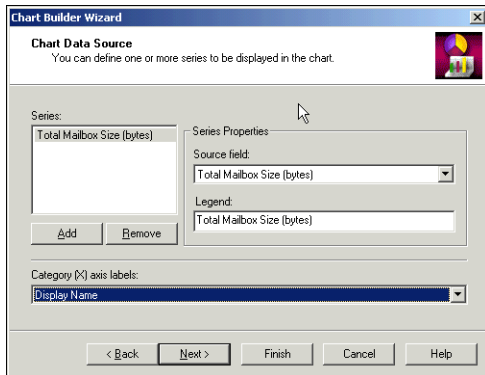 Chart Builder Wizard
Chart Data Source
You can define one or more series to be displayed in the chart.
Series:
Total Mailbox Size (bytes)
Add
Remove
Series Properties
Source field:
Total Mailbox Size (bytes)
Legend:
Total Mailbox Size (bytes)
Category (X) axis labels:
Display Name
< Back
Next >
Finish
Cancel
Help